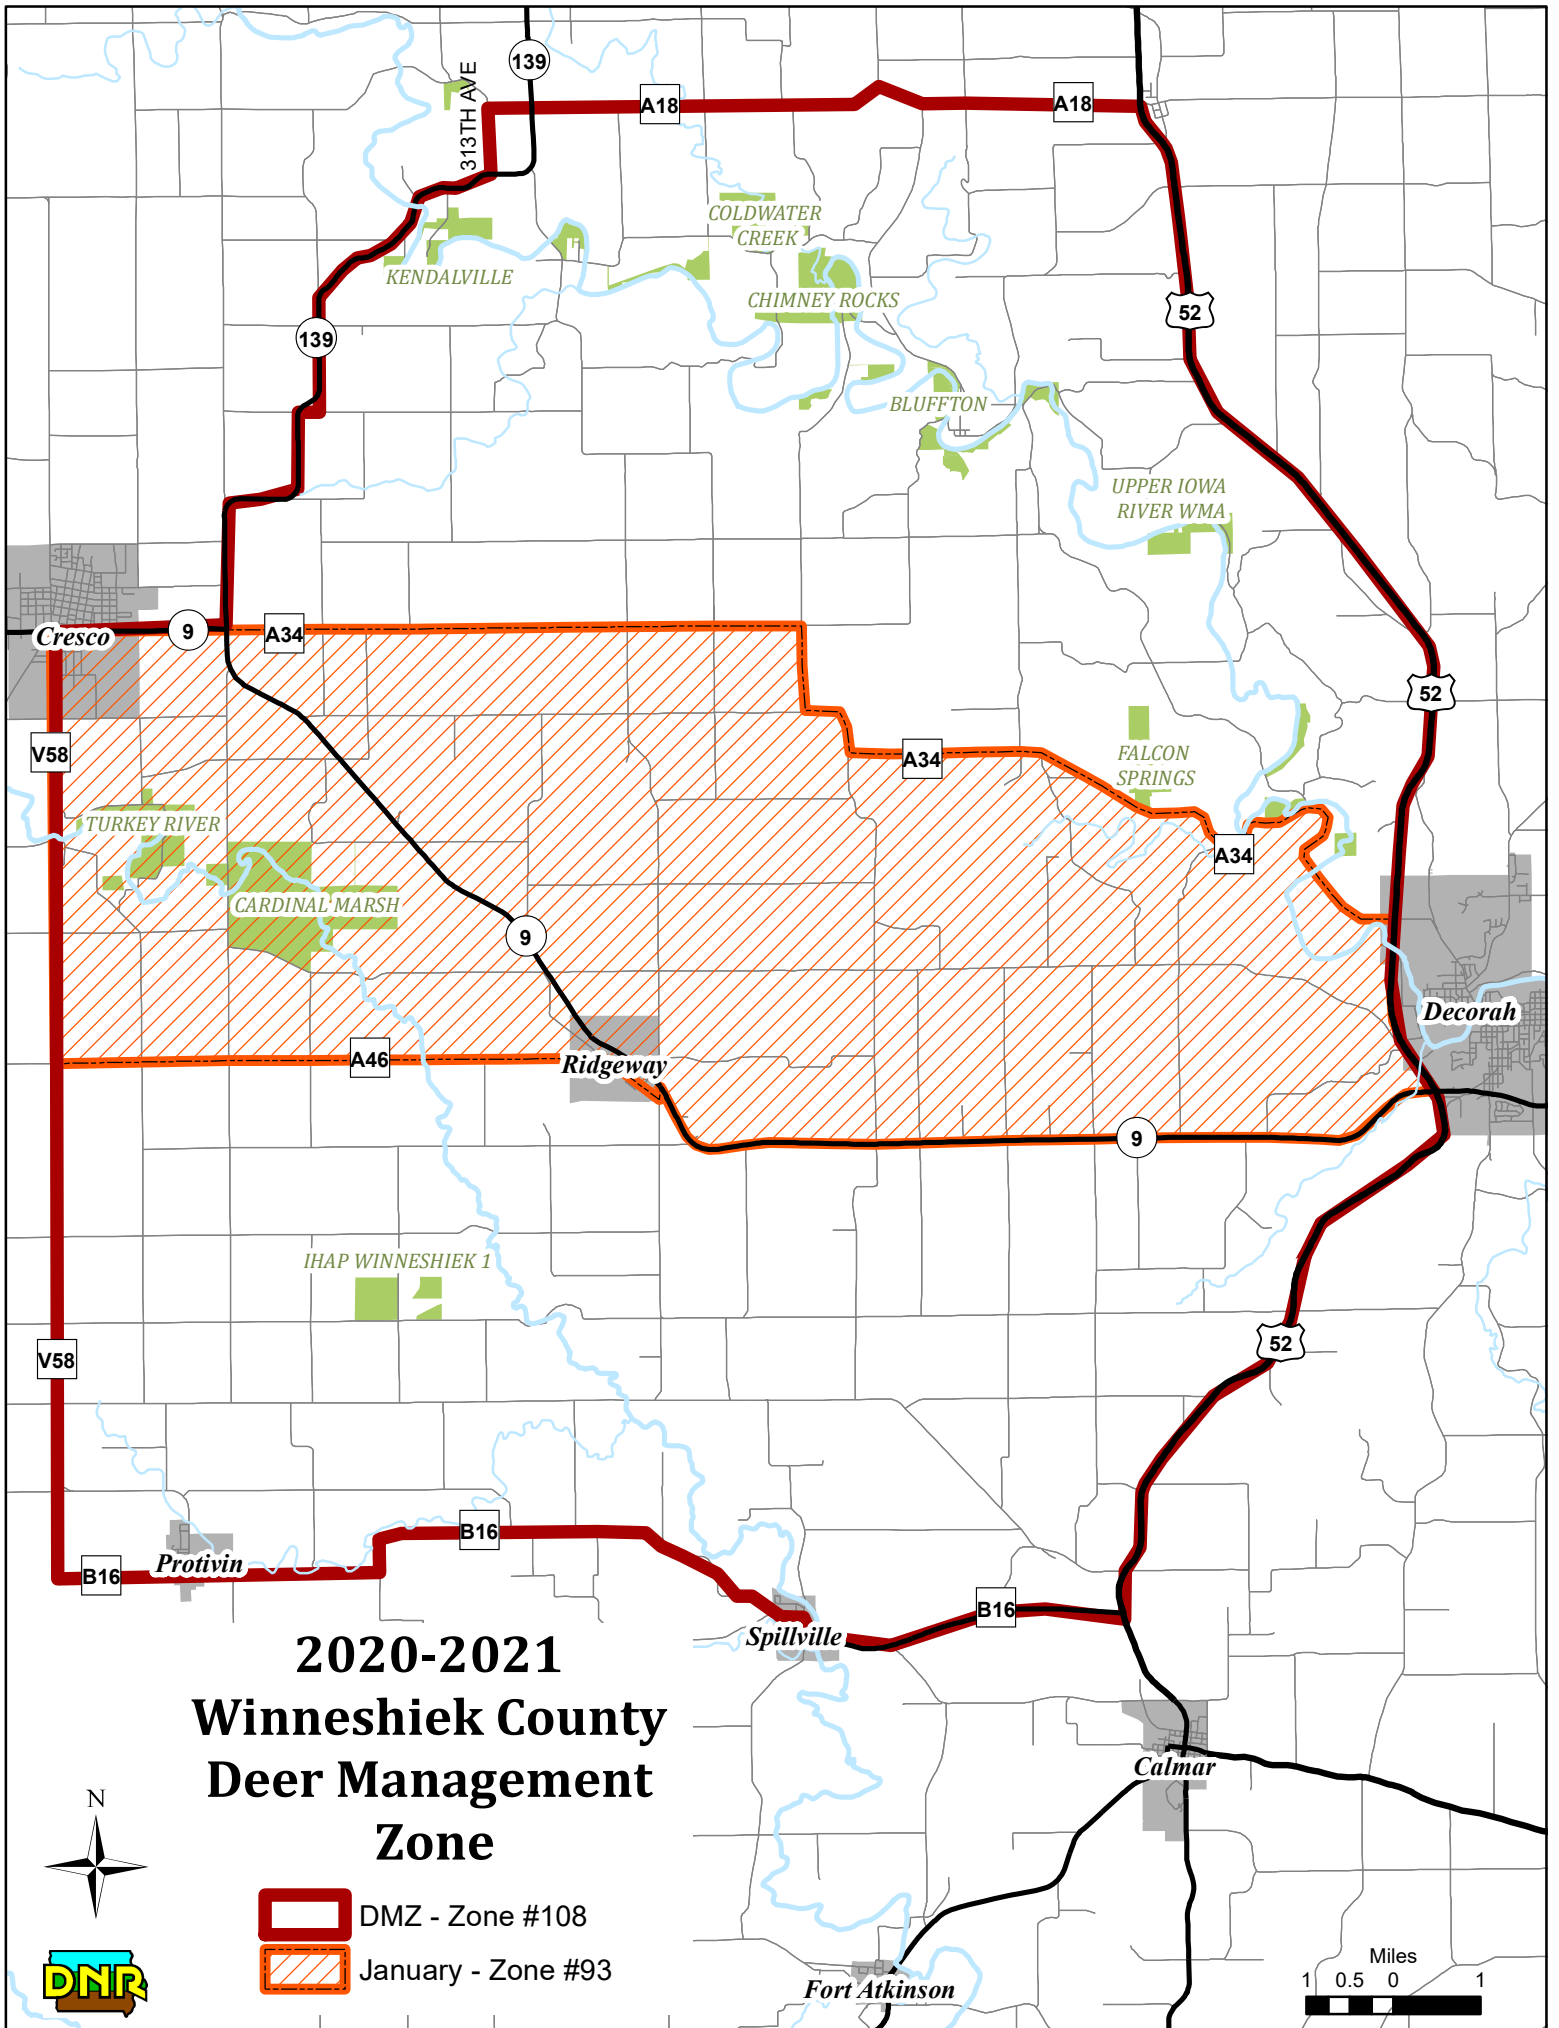 139
313TH AVE
A18
A18
COLDWATER
CREEK
KENDALVILLE
CHIMNEY ROCKS
52
139
BLUFFTON
UPPER IOWA
RIVER WMA
Cresco
9
A34
52
V58
A34
FALCON
SPRINGS
TURKEY RIVER
A34
CARDINAL MARSH
9
Decorah
A46
Ridgeway
9
IHAP WINNESHIEK 1
52
V58
B16
Protivin
B16
B16
Spillville
2020-2021
Winneshiek County
Deer Management
Zone
Calmar
N
DMZ - Zone #108
January - Zone #93
DNR
Fort Atkinson
Miles
1 0.5 0 1